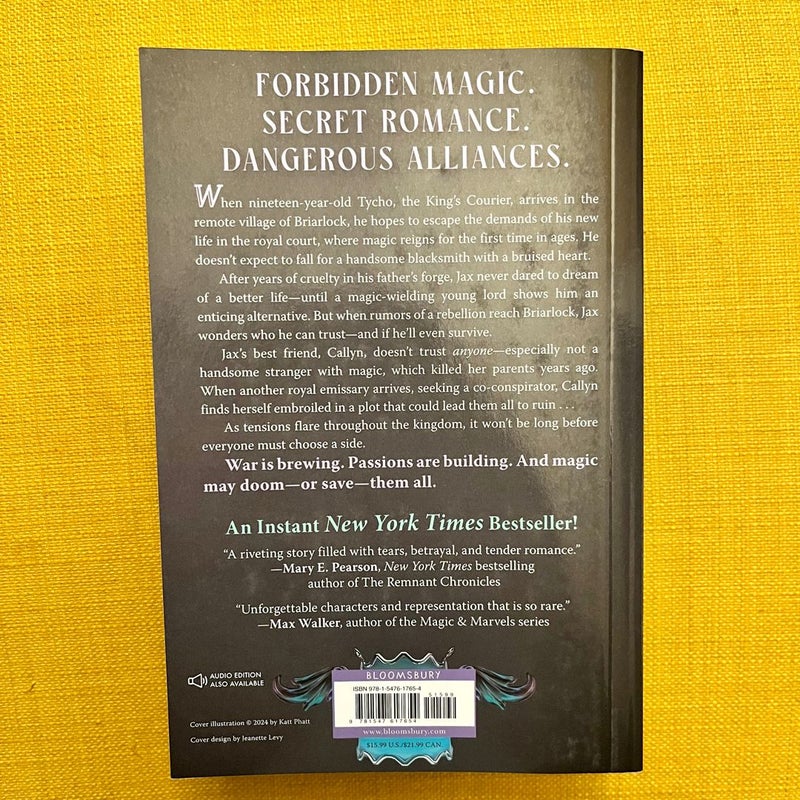 FORBIDDEN MAGIC.
SECRET ROMANCE.
DANGEROUS ALLIANCES.
When nineteen-year-old Tycho, the King's Courier, arrives in the
remote village of Briarlock, he hopes to escape the demands of his new
life in the royal court, where magic reigns for the first time in ages. He
doesn't expect to fall for a handsome blacksmith with a bruised heart.
After years of cruelty in his father's forge, Jax never dared to dream
of a better life—until a magic-wielding young lord shows him an
enticing alternative. But when rumors of a rebellion reach Briarlock, Jax
wonders who he can trust—and if he'll even survive.
Jax's best friend, Callyn, doesn't trust anyone—especially not a
handsome stranger with magic, which killed her parents years ago.
When another royal emissary arrives, seeking a co-conspirator, Callyn
finds herself embroiled in a plot that could lead them all to ruin . . .
As tensions flare throughout the kingdom, it won't be long before
everyone must choose a side.
War is brewing. Passions are building. And magic
may doom—or save—them all.
An Instant New York Times Bestseller!
"A riveting story filled with tears, betrayal, and tender romance."
—Mary E. Pearson, New York Times bestselling
author of The Remnant Chronicles
"Unforgettable characters and representation that is so rare."
—Max Walker, author of the Magic & Marvels series
AUDIO EDITION
ALSO AVAILABLE
BLOOMSBURY
ISBN 978-1-5476-1765-4
51599
9 781547 617654
www.bloomsbury.com
$15.99 U.S./$21.99 CAN.
Cover illustration © 2024 by Katt Phatt
Cover design by Jeanette Levy